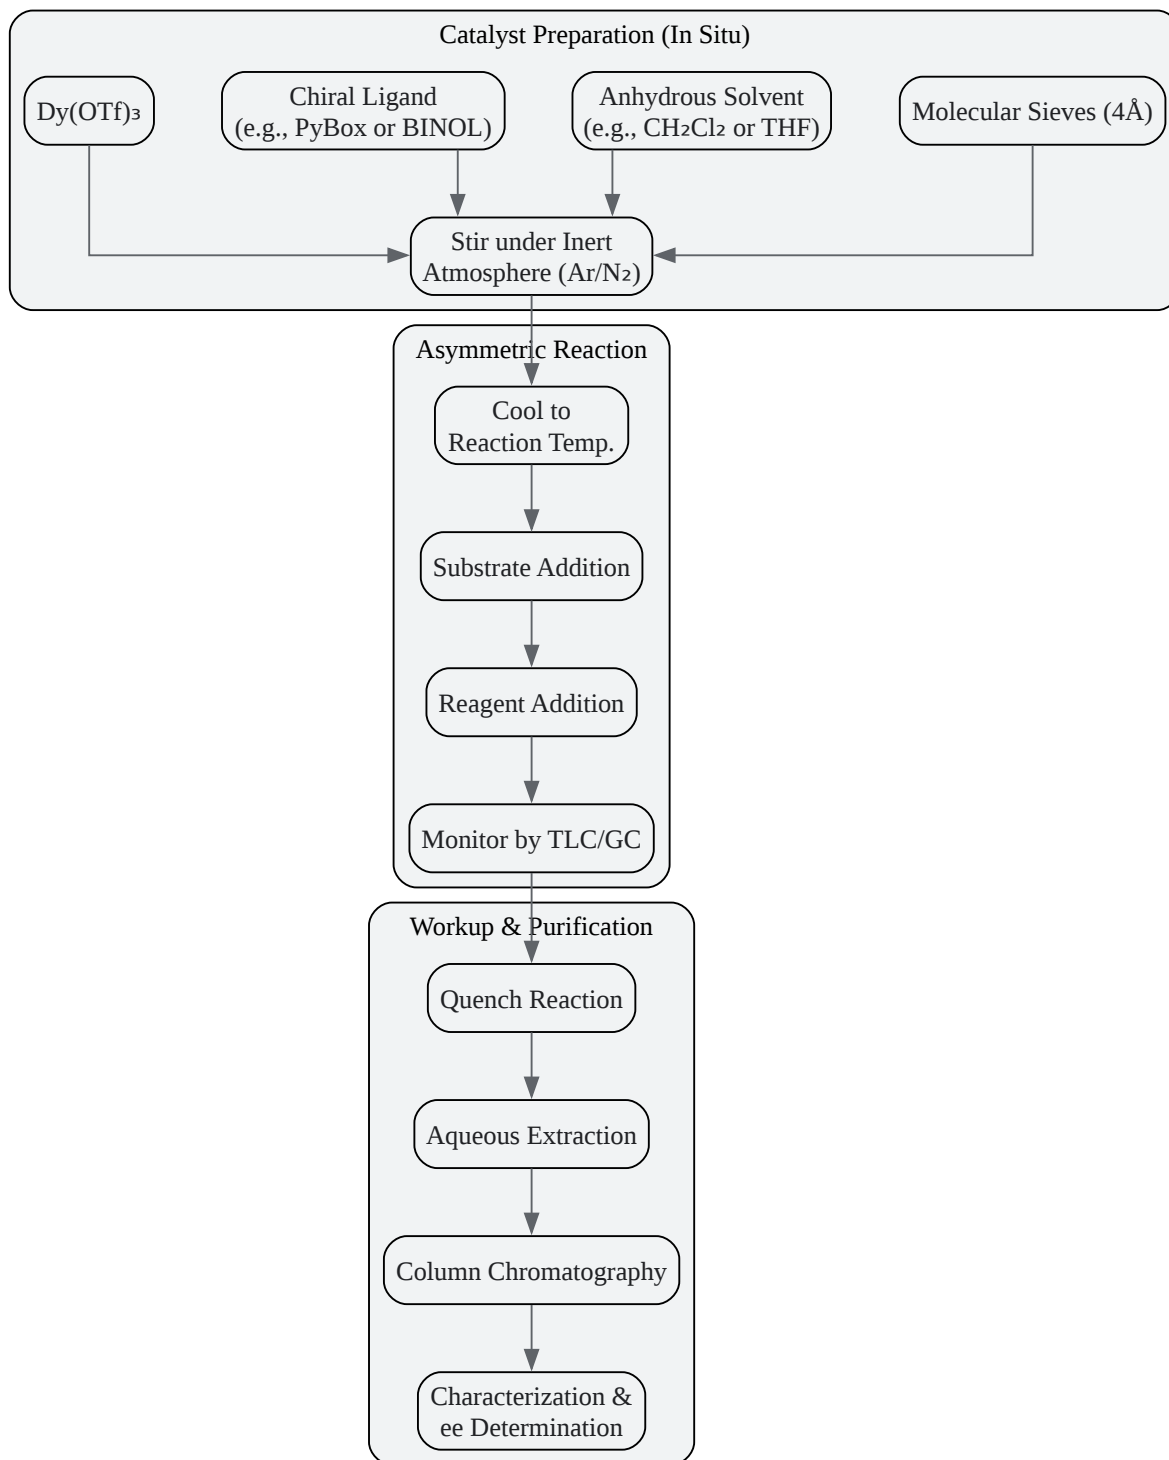 Catalyst Preparation (In Situ)
Dy(OTf)₃
Chiral Ligand
(e.g., PyBox or BINOL)
Anhydrous Solvent
(e.g., CH₂Cl₂ or THF)
Molecular Sieves (4Å)
Stir under Inert
Atmosphere (Ar/N₂)
Asymmetric Reaction
Cool to
Reaction Temp.
Substrate Addition
Reagent Addition
Monitor by TLC/GC
Workup & Purification
Quench Reaction
Aqueous Extraction
Column Chromatography
Characterization &
ee Determination